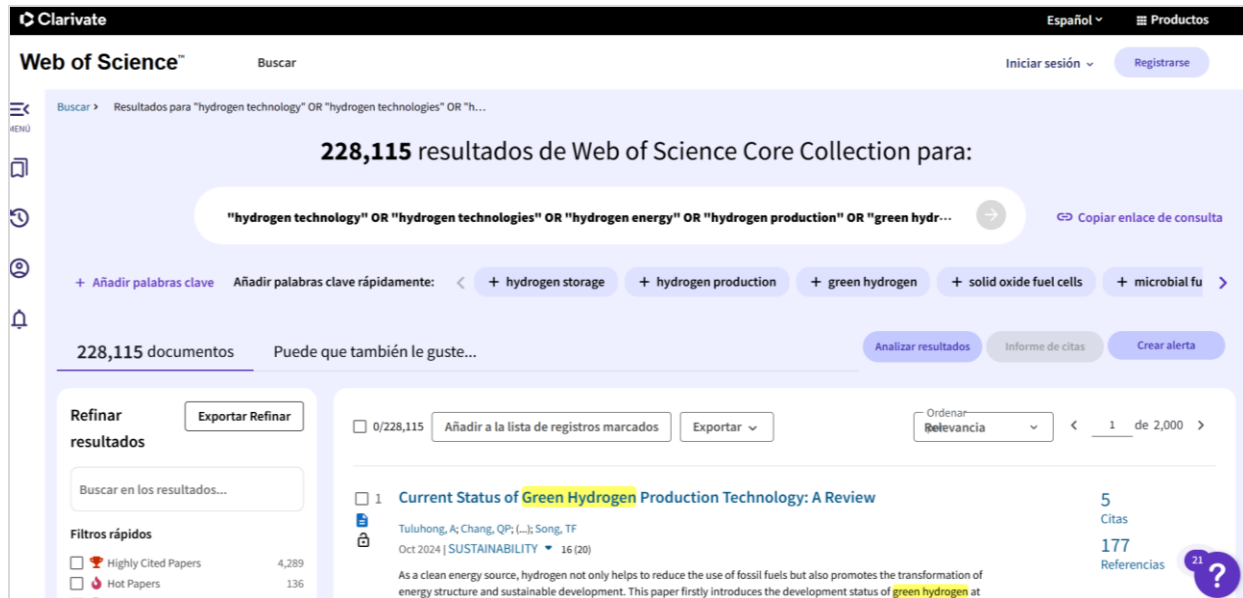 Clarivate
Español
Productos
Web of Science™
Buscar
Iniciar sesión
Registrarse
MENÚ
Buscar > Resultados para "hydrogen technology" OR "hydrogen technologies" OR "h...
228,115 resultados de Web of Science Core Collection para:
"hydrogen technology" OR "hydrogen technologies" OR "hydrogen energy" OR "hydrogen production" OR "green hydr...
Copiar enlace de consulta
+ Añadir palabras clave
Añadir palabras clave rápidamente:
+ hydrogen storage
+ hydrogen production
+ green hydrogen
+ solid oxide fuel cells
+ microbial fu
228,115 documentos
Puede que también le guste...
Analizar resultados
Informe de citas
Crear alerta
Refinar
resultados
Exportar Refinar
Buscar en los resultados...
Filtros rápidos
Highly Cited Papers 4,289
Hot Papers 136
0/228,115
Añadir a la lista de registros marcados
Exportar
Ordenar
Relevancia
1 de 2,000
1 Current Status of Green Hydrogen Production Technology: A Review
Tuluhong, A; Chang, QP; (...); Song, TF
Oct 2024 | SUSTAINABILITY 16 (20)
As a clean energy source, hydrogen not only helps to reduce the use of fossil fuels but also promotes the transformation of
energy structure and sustainable development. This paper firstly introduces the development status of green hydrogen at
5
Citas
177
Referencias
21
?